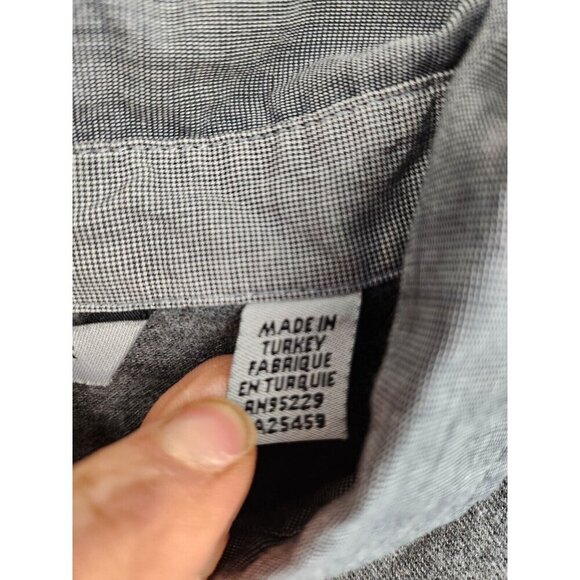 MADE IN
TURKEY
FABRIQUE
EN TURQUIE
RN95229
A25459